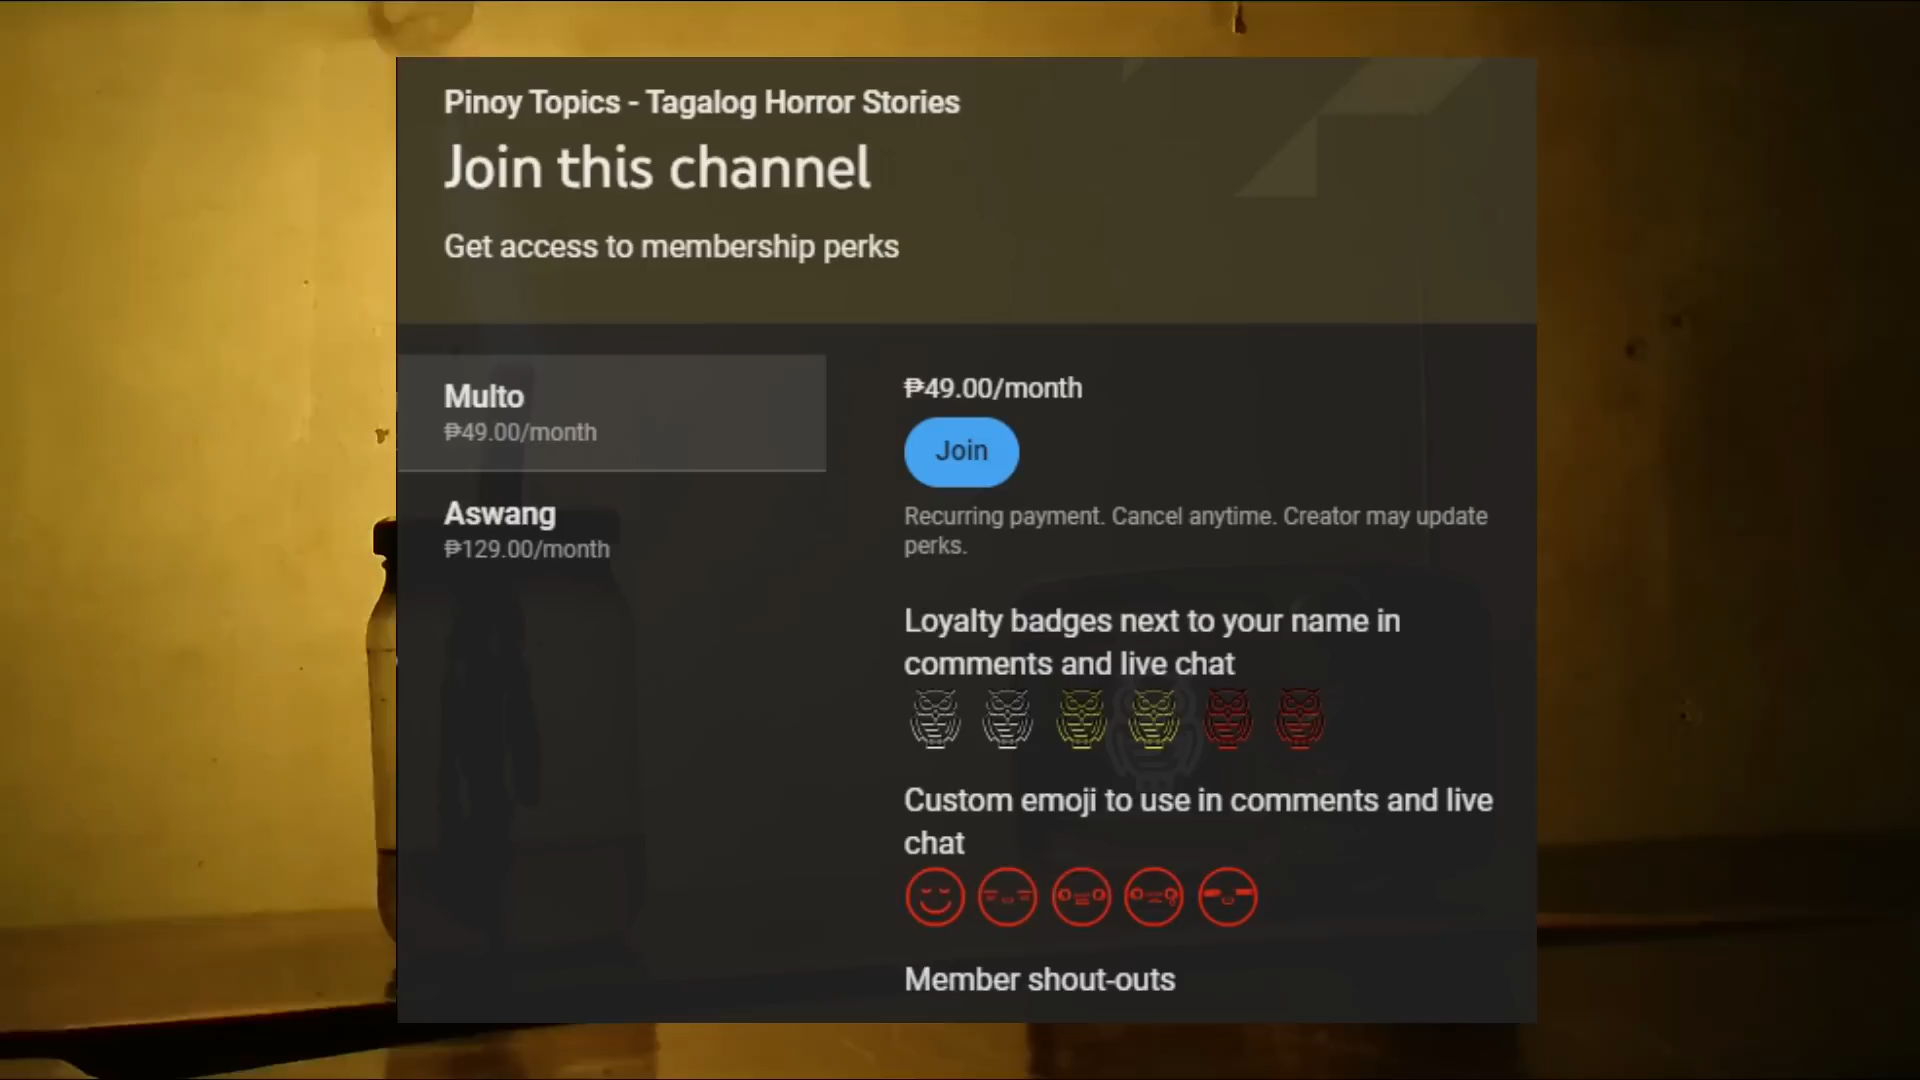 Pinoy Topics - Tagalog Horror Stories
Join this channel
Get access to membership perks
Multo
₱49.00/month
Aswang
₱129.00/month
₱49.00/month
Join
Recurring payment. Cancel anytime. Creator may update
perks.
Loyalty badges next to your name in
comments and live chat
Custom emoji to use in comments and live
chat
Member shout-outs